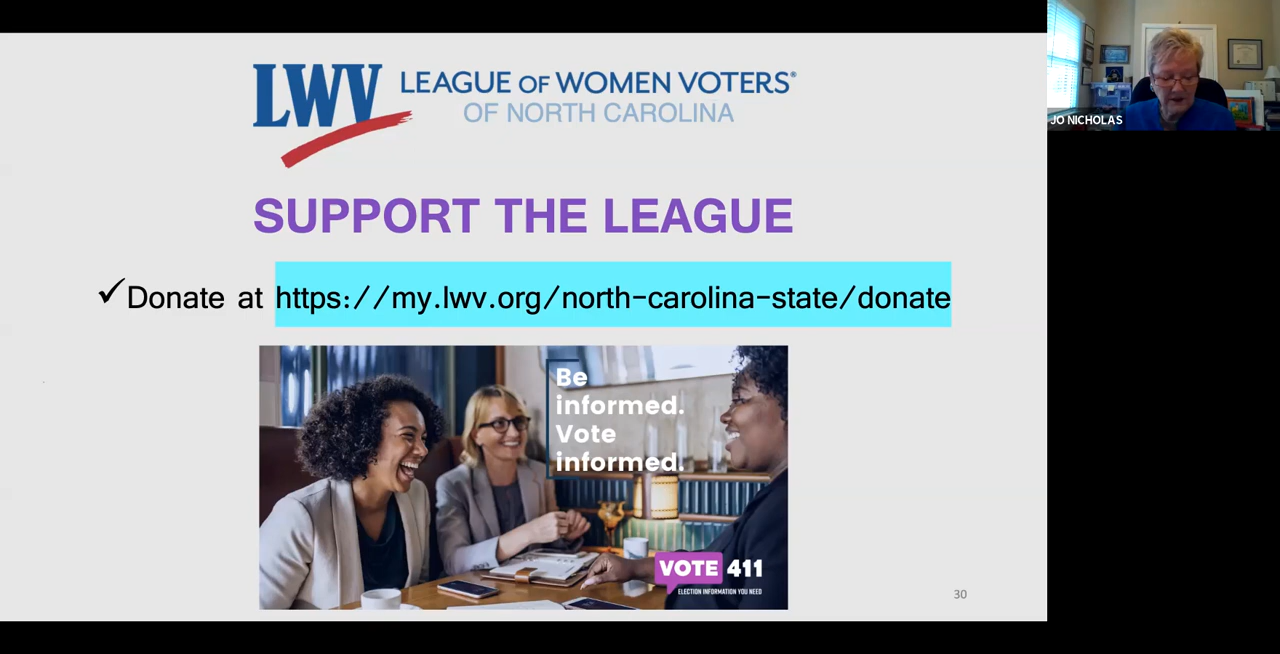 LWV LEAGUE OF WOMEN VOTERS®
OF NORTH CAROLINA
SUPPORT THE LEAGUE
✓Donate at https://my.lwv.org/north-carolina-state/donate
Be
informed.
Vote
informed.
VOTE 411
ELECTION INFORMATION YOU NEED
30
JO NICHOLAS